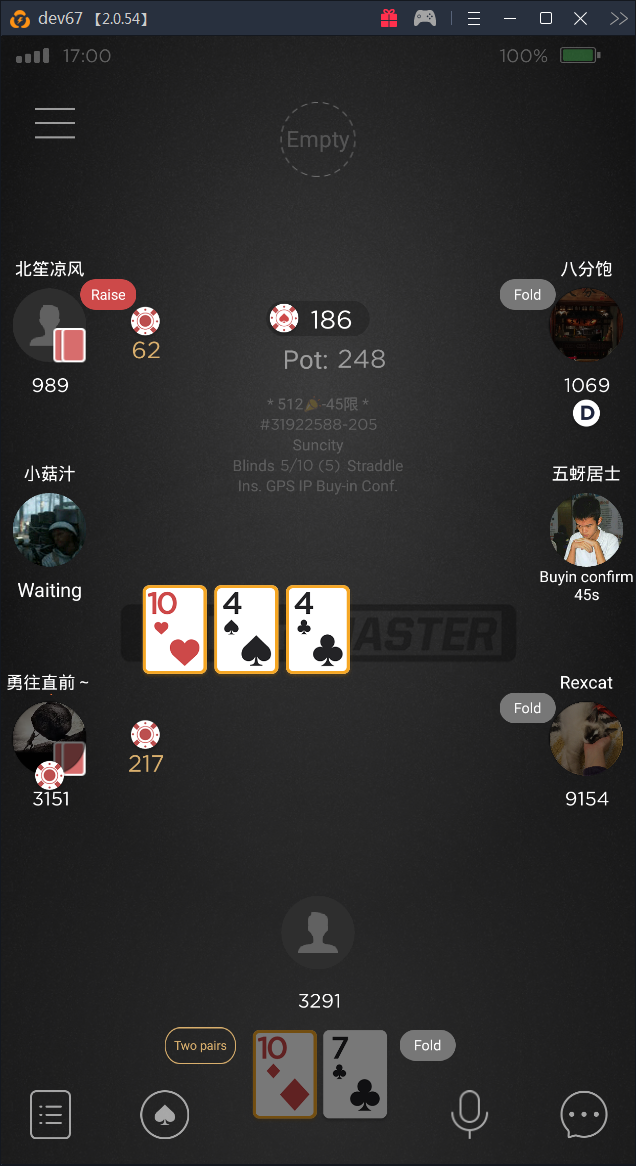 dev67 【2.0.54】
17:00
100%
Empty
北笙凉风
Raise
62
989
186
Pot: 248
八分饱
Fold
1069
D
* 512 -45限 *
#31922588-205
Suncity
Blinds 5/10 (5) Straddle
Ins. GPS IP Buy-in Conf.
小菇汁
Waiting
五蚜居士
Buyin confirm
45s
10
4
4
MASTER
勇往直前 ~
217
3151
Rexcat
Fold
9154
3291
Two pairs
10
7
Fold